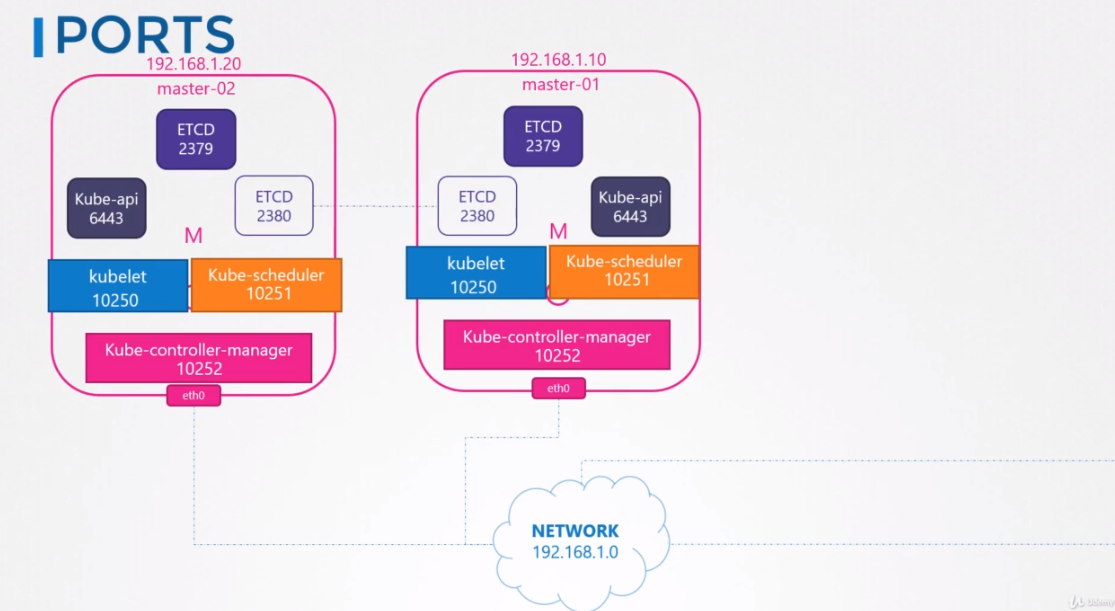 PORTS
192.168.1.20
master-02
ETCD
2379
Kube-api
6443
ETCD
2380
M
kubelet
10250
Kube-scheduler
10251
Kube-controller-manager
10252
eth0
192.168.1.10
master-01
ETCD
2379
ETCD
2380
Kube-api
6443
M
kubelet
10250
Kube-scheduler
10251
Kube-controller-manager
10252
eth0
NETWORK
192.168.1.0
Udemy